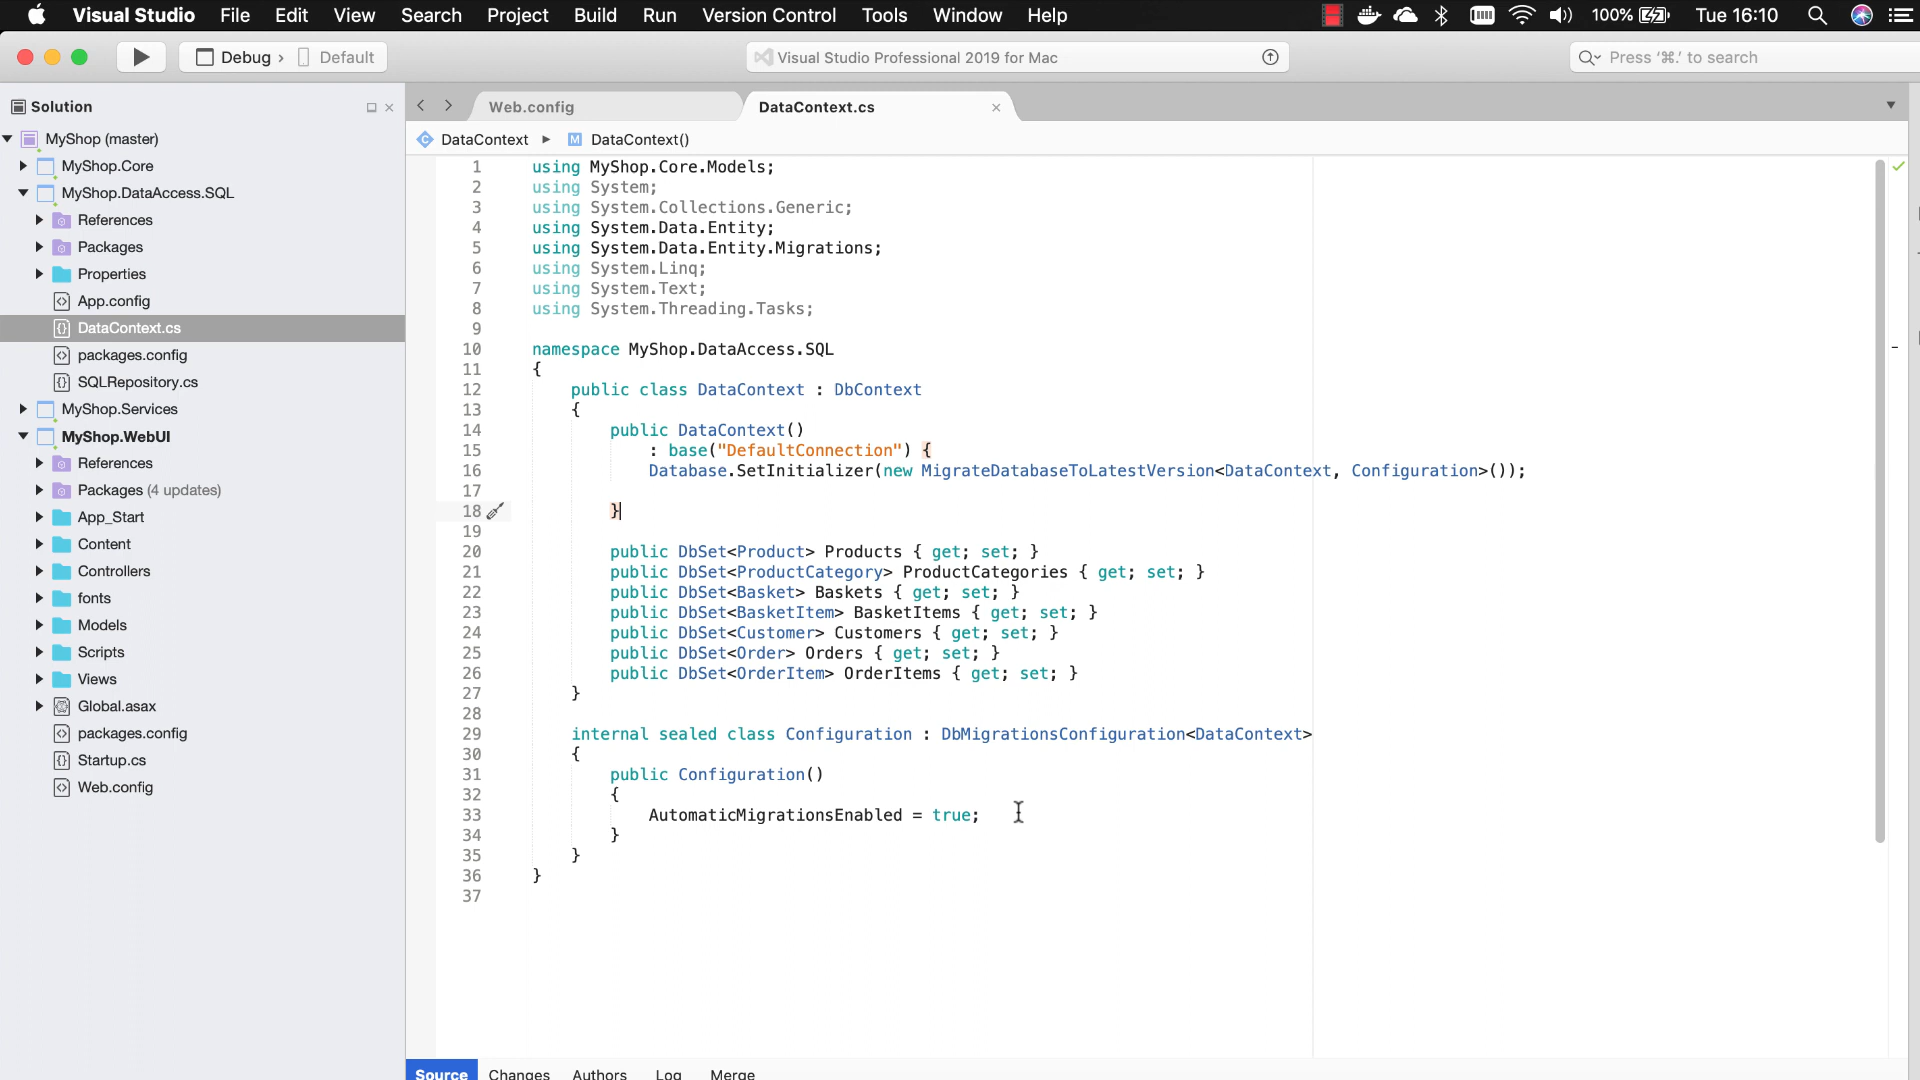 Visual Studio File Edit View Search Project Build Run Version Control Tools Window Help 100% Tue 16:10
Debug › Default Visual Studio Professional 2019 for Mac Press ‘⌘.’ to search
Solution
MyShop (master)
MyShop.Core
MyShop.DataAccess.SQL
References
Packages
Properties
App.config
DataContext.cs
packages.config
SQLRepository.cs
MyShop.Services
MyShop.WebUI
References
Packages (4 updates)
App_Start
Content
Controllers
fonts
Models
Scripts
Views
Global.asax
packages.config
Startup.cs
Web.config
Web.config DataContext.cs
DataContext DataContext()
1 using MyShop.Core.Models;
2 using System;
3 using System.Collections.Generic;
4 using System.Data.Entity;
5 using System.Data.Entity.Migrations;
6 using System.Linq;
7 using System.Text;
8 using System.Threading.Tasks;
9
10 namespace MyShop.DataAccess.SQL
11 {
12 public class DataContext : DbContext
13 {
14 public DataContext()
15 : base("DefaultConnection") {
16 Database.SetInitializer(new MigrateDatabaseToLatestVersion<DataContext, Configuration>());
17
18 }
19
20 public DbSet<Product> Products { get; set; }
21 public DbSet<ProductCategory> ProductCategories { get; set; }
22 public DbSet<Basket> Baskets { get; set; }
23 public DbSet<BasketItem> BasketItems { get; set; }
24 public DbSet<Customer> Customers { get; set; }
25 public DbSet<Order> Orders { get; set; }
26 public DbSet<OrderItem> OrderItems { get; set; }
27 }
28
29 internal sealed class Configuration : DbMigrationsConfiguration<DataContext>
30 {
31 public Configuration()
32 {
33 AutomaticMigrationsEnabled = true;
34 }
35 }
36 }
37
Source Changes Authors Log Merge